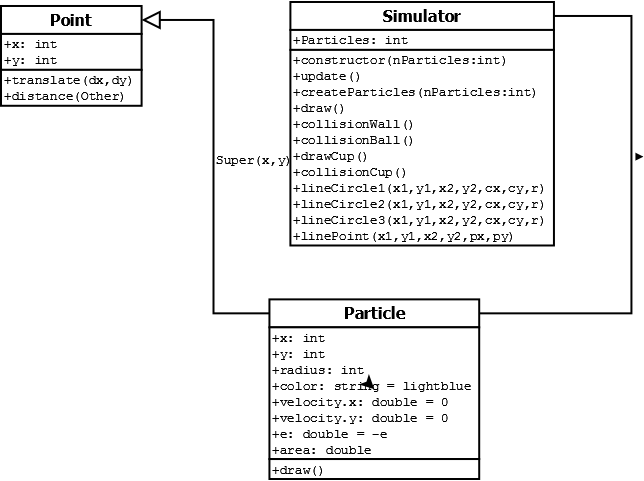 Point
+x: int
+y: int
+translate(dx,dy)
+distance(Other)
Simulator
+Particles: int
+constructor(nParticles:int)
+update()
+createParticles(nParticles:int)
+draw()
+collisionWall()
+collisionBall()
+drawCup()
+collisionCup()
+lineCircle1(x1,y1,x2,y2,cx,cy,r)
+lineCircle2(x1,y1,x2,y2,cx,cy,r)
+lineCircle3(x1,y1,x2,y2,cx,cy,r)
+linePoint(x1,y1,x2,y2,px,py)
Super(x,y)
Particle
+x: int
+y: int
+radius: int
+color: string = lightblue
+velocity.x: double = 0
+velocity.y: double = 0
+e: double = -e
+area: double
+draw()